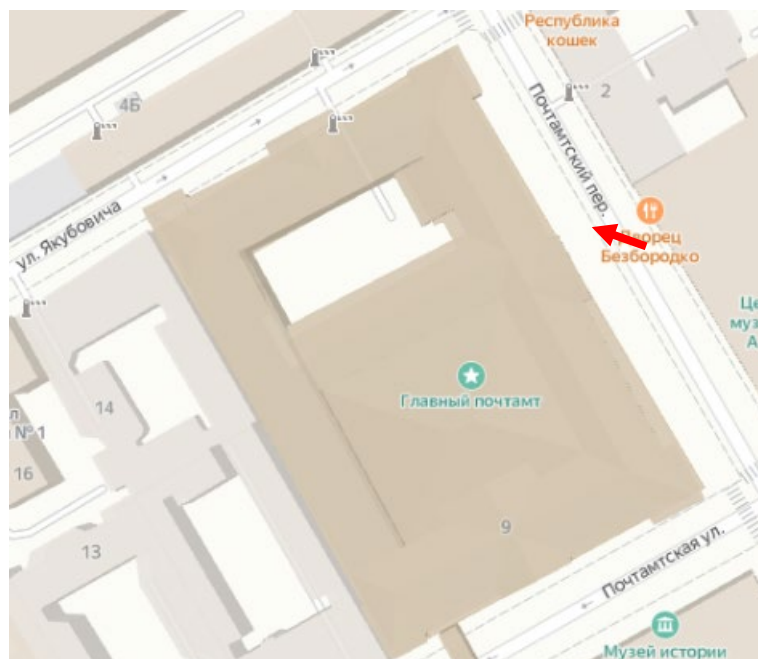 Республика
кошек
4Б
2
Почтамтский пер.
ул. Якубовича
Дворец
Безбородко
Це
муз
А
Главный почтамт
14
л
№ 1
16
9
13
Почтамтская ул.
Музей истории